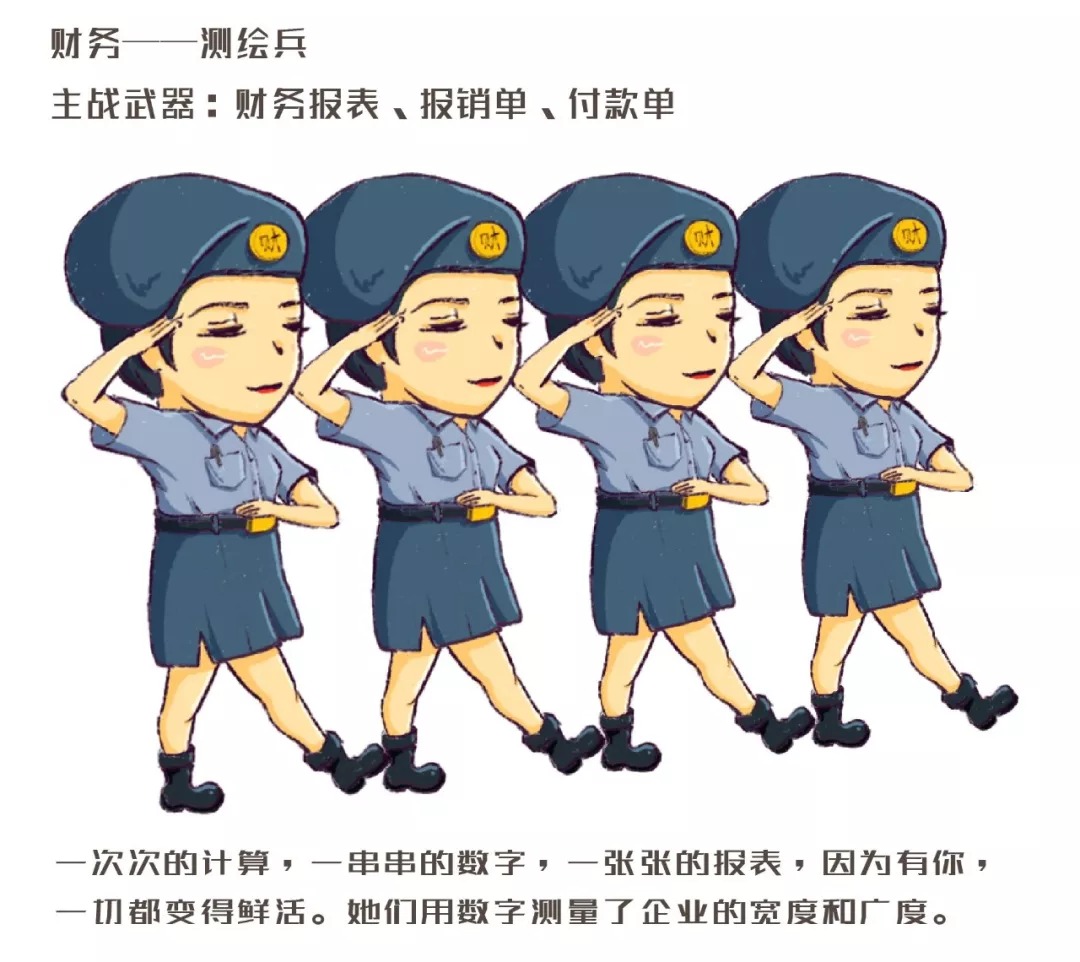 财务——测绘兵
主战武器：财务报表、报销单、付款单
财 财 财 财
一次次的计算，一串串的数字，一张张的报表，因为有你，
一切都变得鲜活。她们用数字测量了企业的宽度和广度。